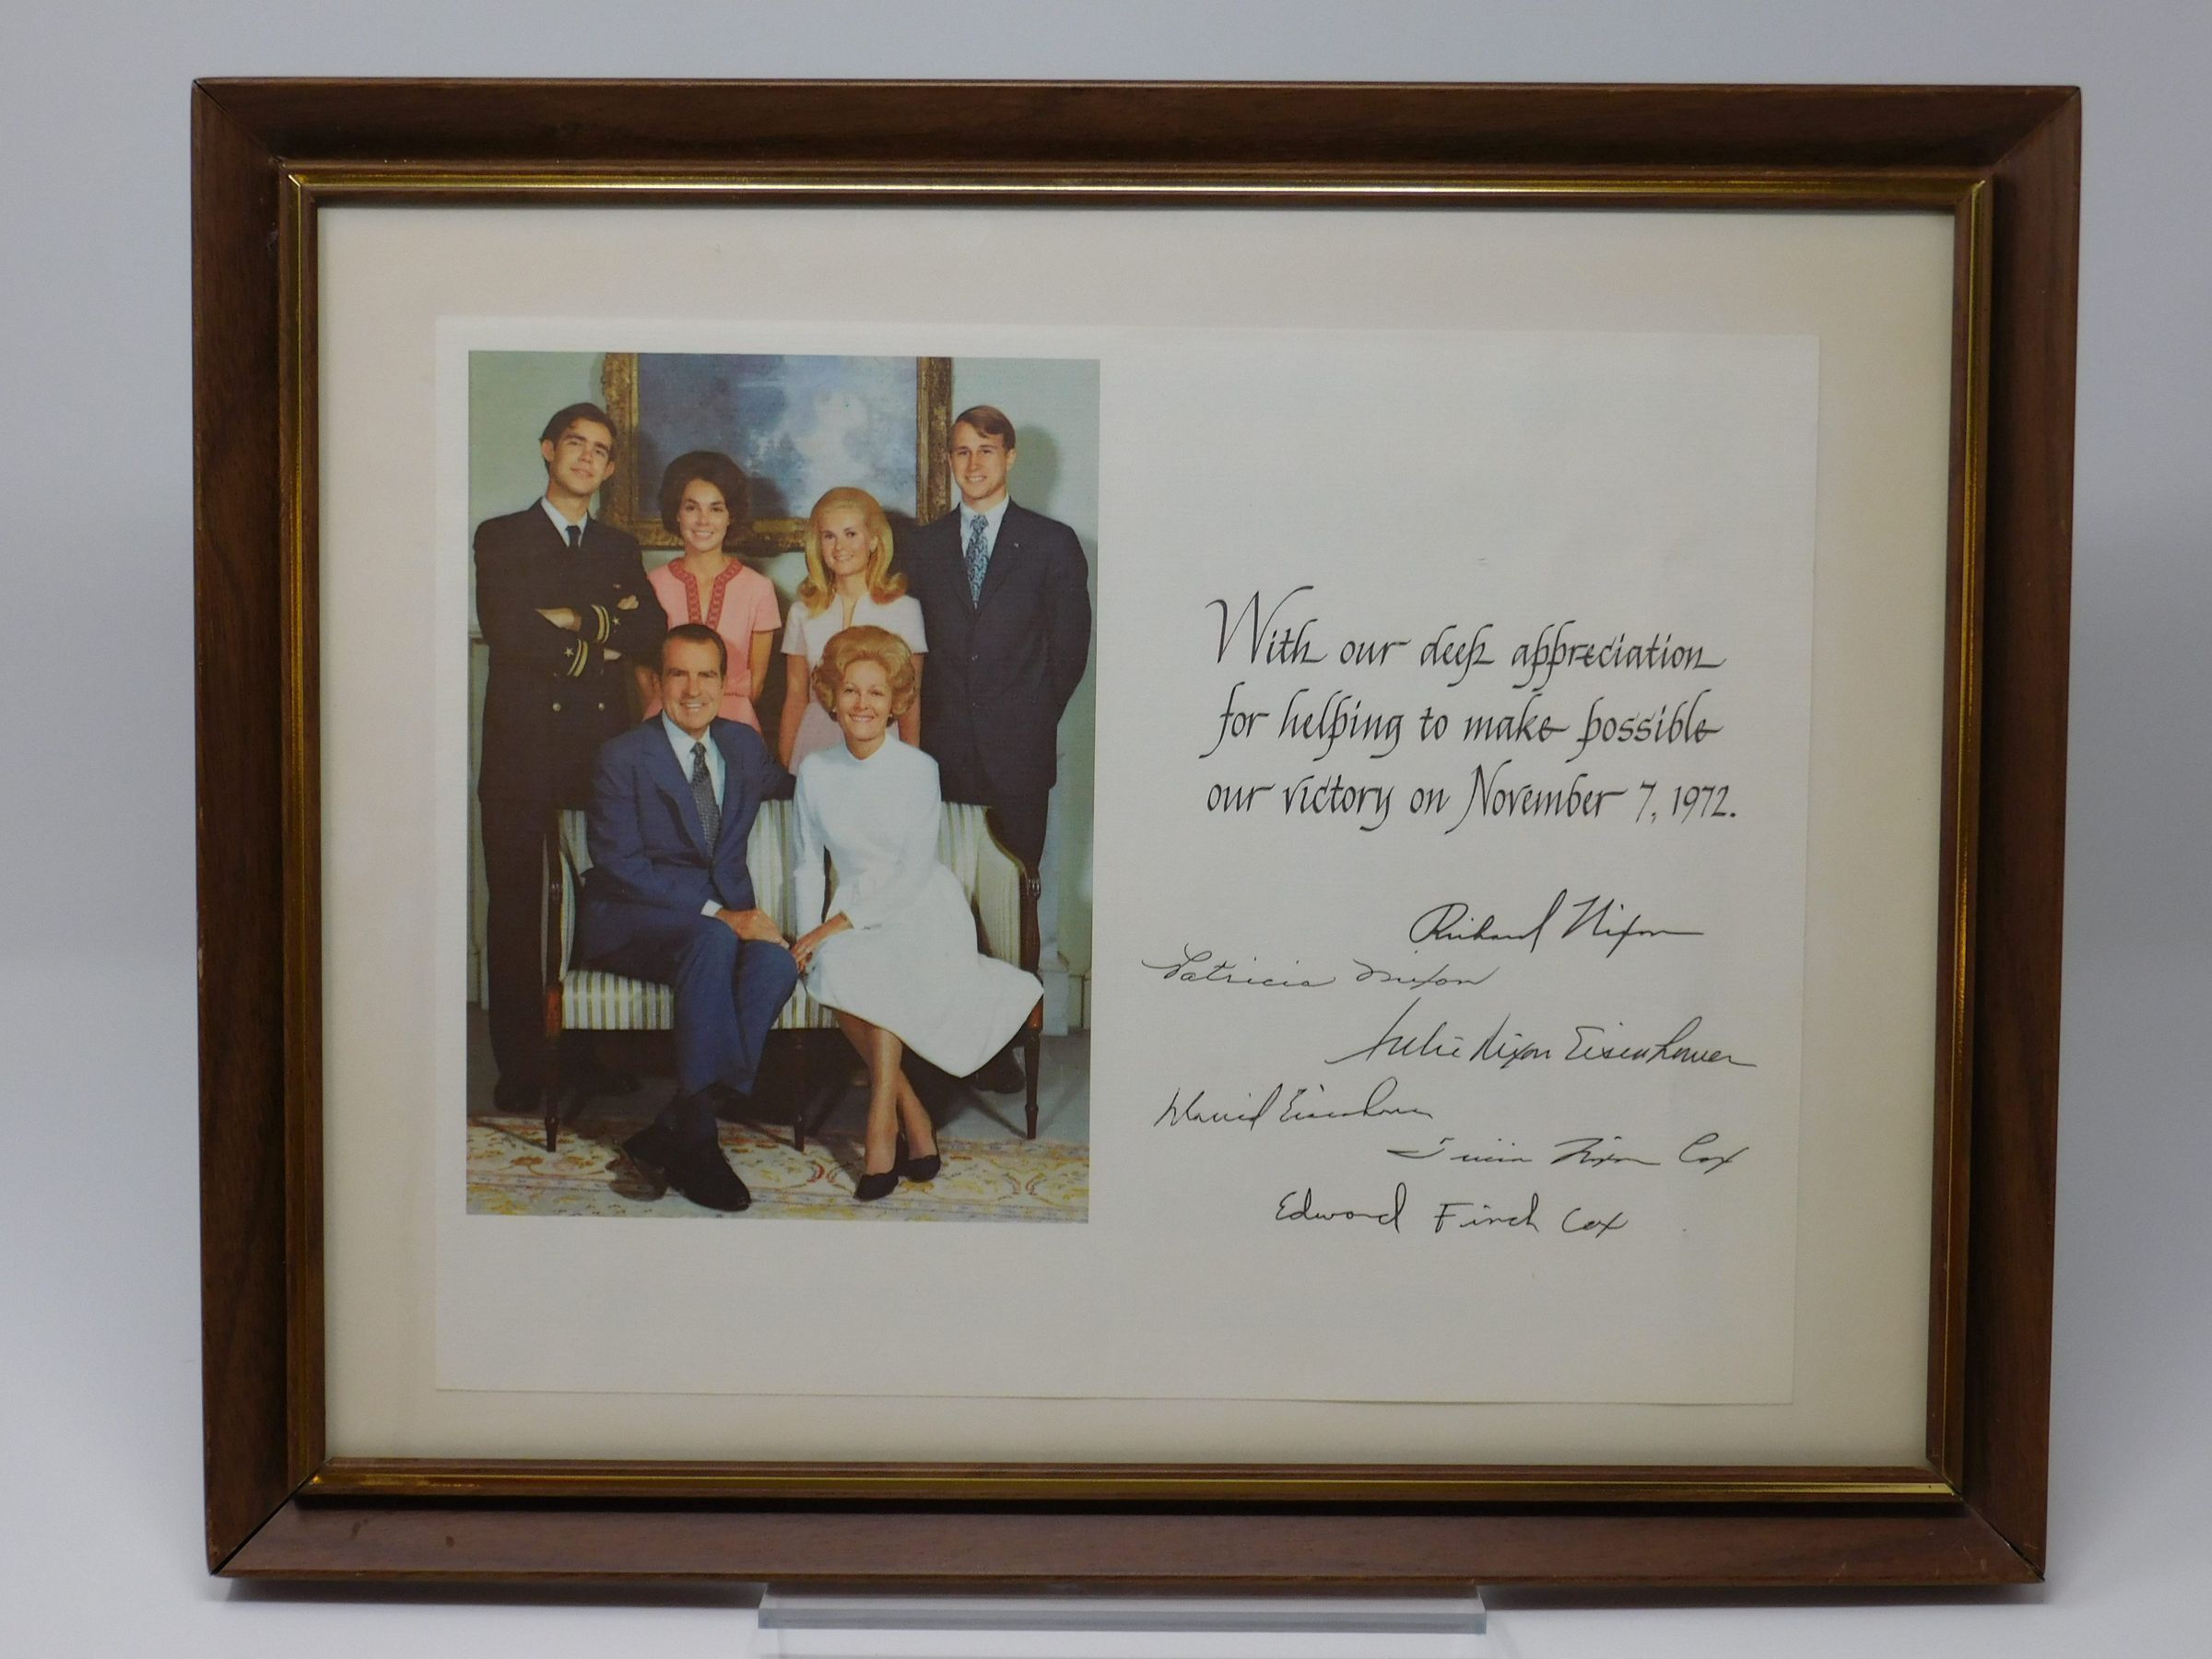 With our deep appreciation
for helping to make possible
our victory on November 7, 1972.
Richard Nixon
Patricia Nixon
Julie Nixon Eisenhower
David Eisenhower
Tricia Nixon Cox
Edward Finch Cox